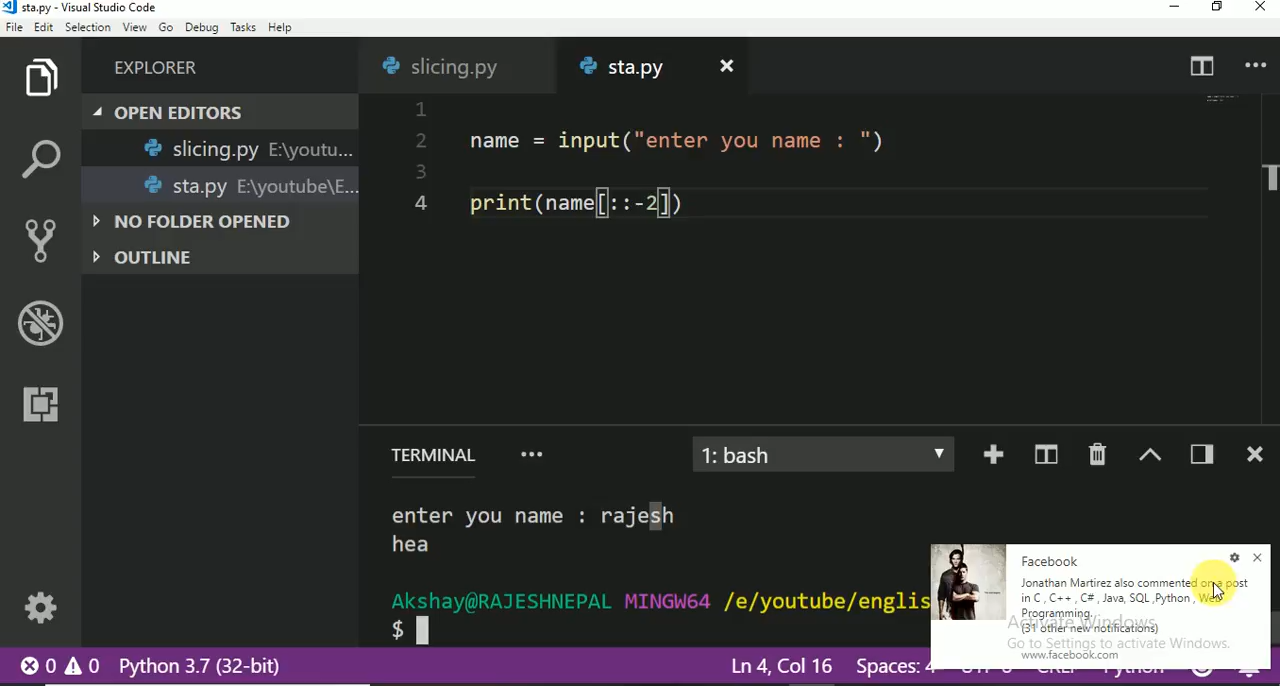 sta.py - Visual Studio Code
File Edit Selection View Go Debug Tasks Help
EXPLORER
slicing.py
sta.py
OPEN EDITORS
slicing.py E:\youtu...
sta.py E:\youtube\E...
NO FOLDER OPENED
OUTLINE
1
2 name = input("enter you name : ")
3
4 print(name[::-2])
TERMINAL
1: bash
enter you name : rajesh
hea
Akshay@RAJESHNEPAL MINGW64 /e/youtube/englis
$
Facebook
Jonathan Martirez also commented on a post
in C , C++ , C# , Java, SQL ,Python , Web
Programming.
(31 other new notifications)
www.facebook.com
Activate Windows
Go to Settings to activate Windows.
0 0 Python 3.7 (32-bit)
Ln 4, Col 16 Spaces: 4 Python